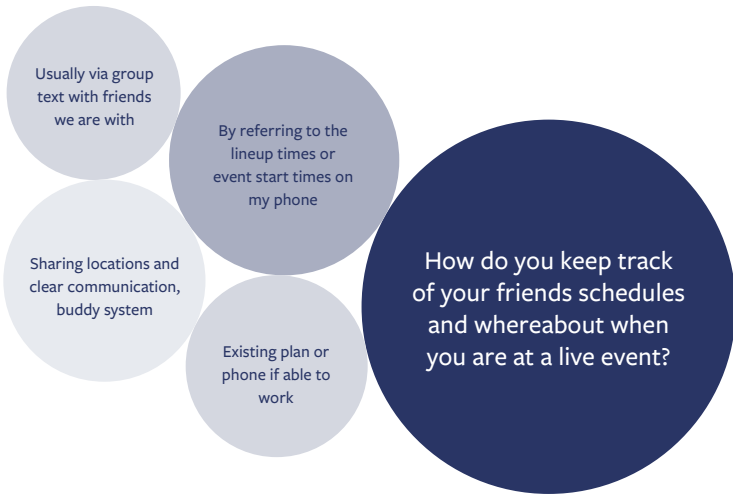 Usually via group
text with friends
we are with
By referring to the
lineup times or
event start times on
my phone
Sharing locations and
clear communication,
buddy system
Existing plan or
phone if able to
work
How do you keep track
of your friends schedules
and whereabout when
you are at a live event?